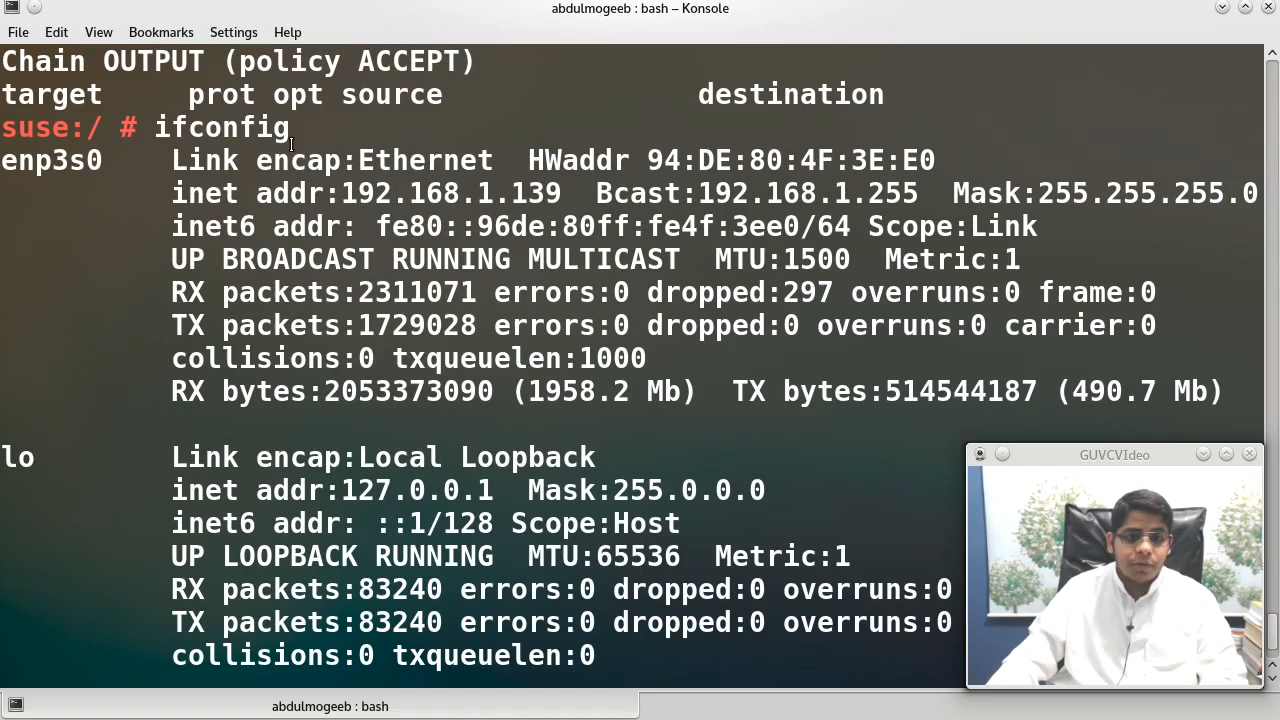 abdulmogeeb : bash – Konsole
File Edit View Bookmarks Settings Help
Chain OUTPUT (policy ACCEPT)
target     prot opt source               destination
suse:/ # ifconfig
enp3s0    Link encap:Ethernet  HWaddr 94:DE:80:4F:3E:E0
          inet addr:192.168.1.139  Bcast:192.168.1.255  Mask:255.255.255.0
          inet6 addr: fe80::96de:80ff:fe4f:3ee0/64 Scope:Link
          UP BROADCAST RUNNING MULTICAST  MTU:1500  Metric:1
          RX packets:2311071 errors:0 dropped:297 overruns:0 frame:0
          TX packets:1729028 errors:0 dropped:0 overruns:0 carrier:0
          collisions:0 txqueuelen:1000
          RX bytes:2053373090 (1958.2 Mb)  TX bytes:514544187 (490.7 Mb)
lo        Link encap:Local Loopback
          inet addr:127.0.0.1  Mask:255.0.0.0
          inet6 addr: ::1/128 Scope:Host
          UP LOOPBACK RUNNING  MTU:65536  Metric:1
          RX packets:83240 errors:0 dropped:0 overruns:0
          TX packets:83240 errors:0 dropped:0 overruns:0
          collisions:0 txqueuelen:0
GUVCVIdeo
abdulmogeeb : bash